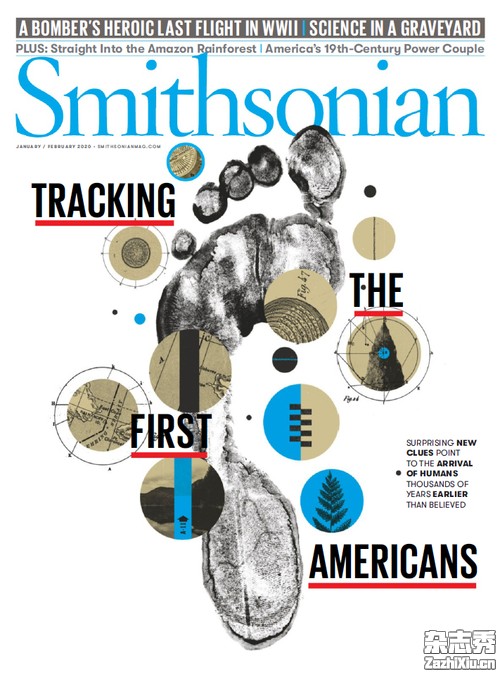 A BOMBER'S HEROIC LAST FLIGHT IN WWII | SCIENCE IN A GRAVEYARD
PLUS: Straight Into the Amazon Rainforest | America's 19th-Century Power Couple
Smithsonian
JANUARY / FEBRUARY 2020 • SMITHSONIANMAG.COM
TRACKING
Fig. 47
THE
FIRST
SURPRISING NEW
CLUES POINT
TO THE ARRIVAL
OF HUMANS
THOUSANDS OF
YEARS EARLIER
THAN BELIEVED
AMERICANS
杂志秀
ZaZhiXiu.cn